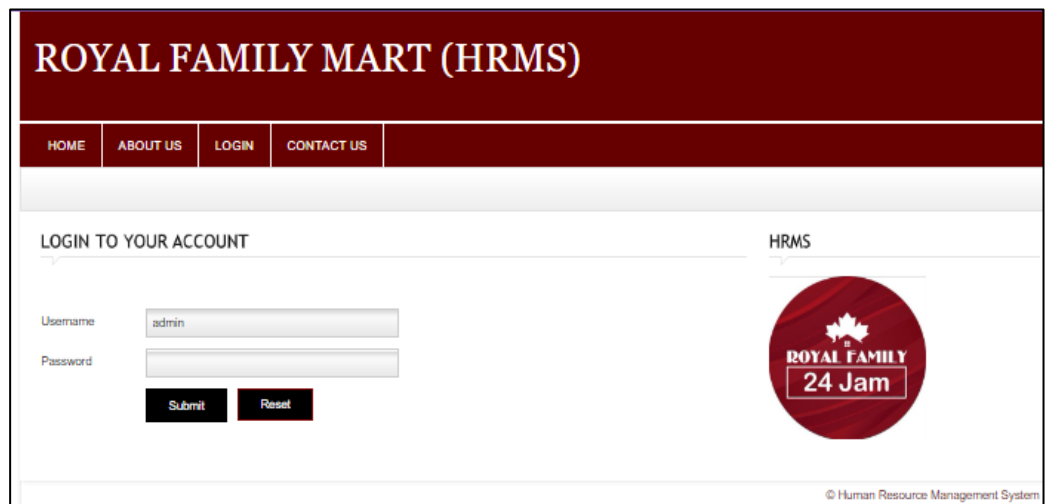 ROYAL FAMILY MART (HRMS)
HOME ABOUT US LOGIN CONTACT US
LOGIN TO YOUR ACCOUNT
HRMS
Username admin
Password
Submit Reset
ROYAL FAMILY
24 Jam
© Human Resource Management System